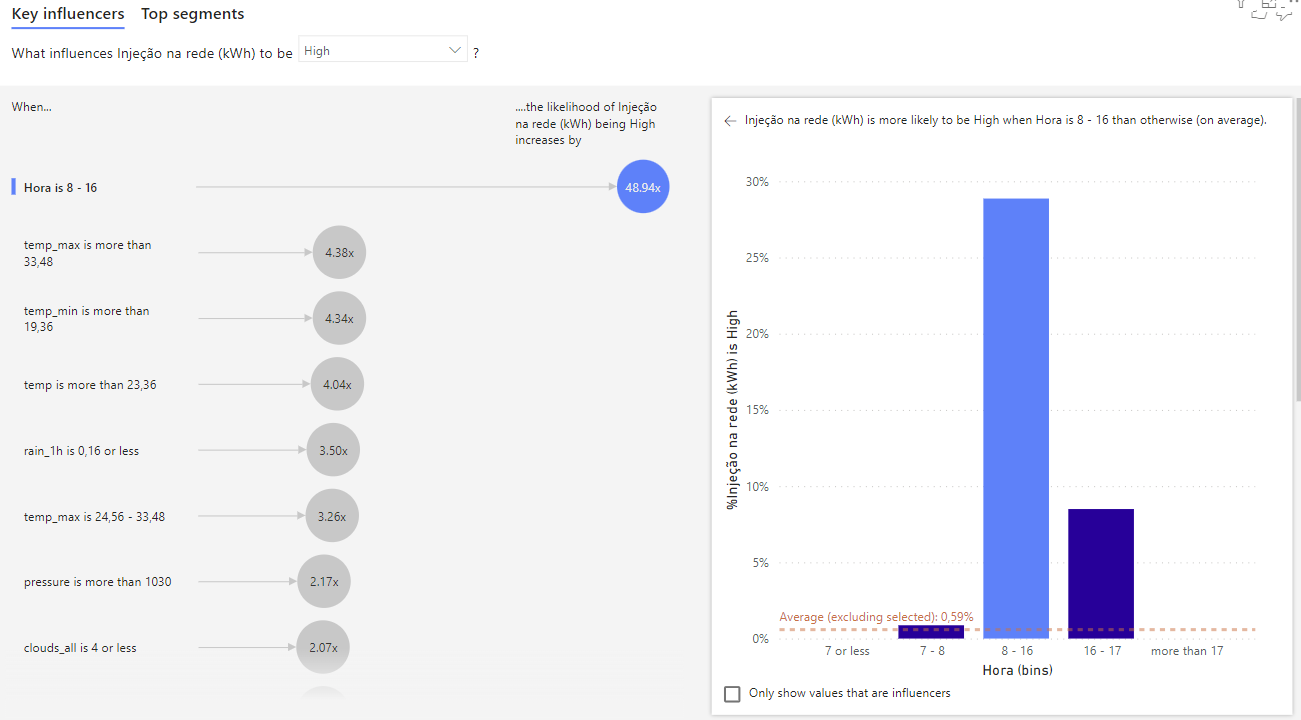 Key influencers Top segments
What influences Injeção na rede (kWh) to be High ?
When...
....the likelihood of Injeção
na rede (kWh) being High
increases by
Hora is 8 - 16
48.94x
temp_max is more than
33,48
4.38x
temp_min is more than
19,36
4.34x
temp is more than 23,36
4.04x
rain_1h is 0,16 or less
3.50x
temp_max is 24,56 - 33,48
3.26x
pressure is more than 1030
2.17x
clouds_all is 4 or less
2.07x
Injeção na rede (kWh) is more likely to be High when Hora is 8 - 16 than otherwise (on average).
%Injeção na rede (kWh) is High
30%
25%
20%
15%
10%
5%
0%
Average (excluding selected): 0,59%
7 or less
7 - 8
8 - 16
16 - 17
more than 17
Hora (bins)
Only show values that are influencers